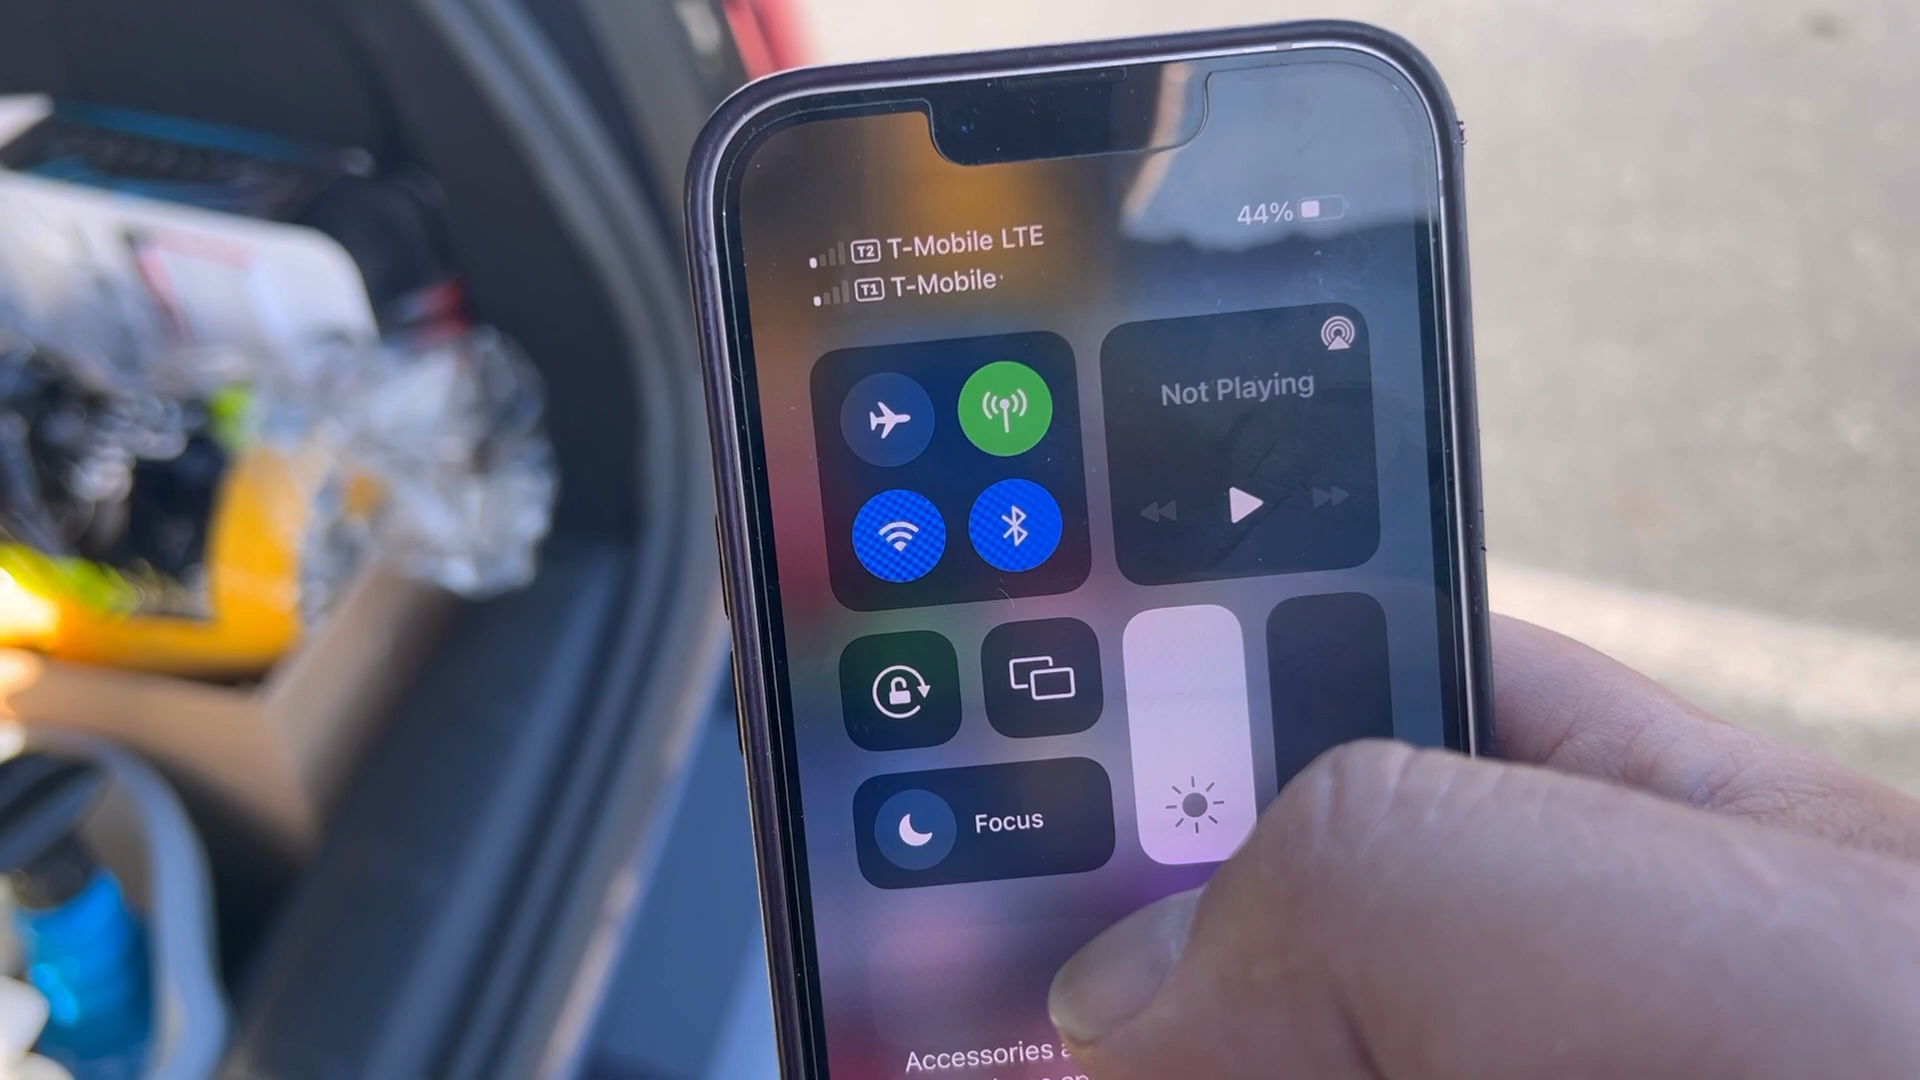 44%
T2 T-Mobile LTE
T1 T-Mobile
Not Playing
Focus
Accessories